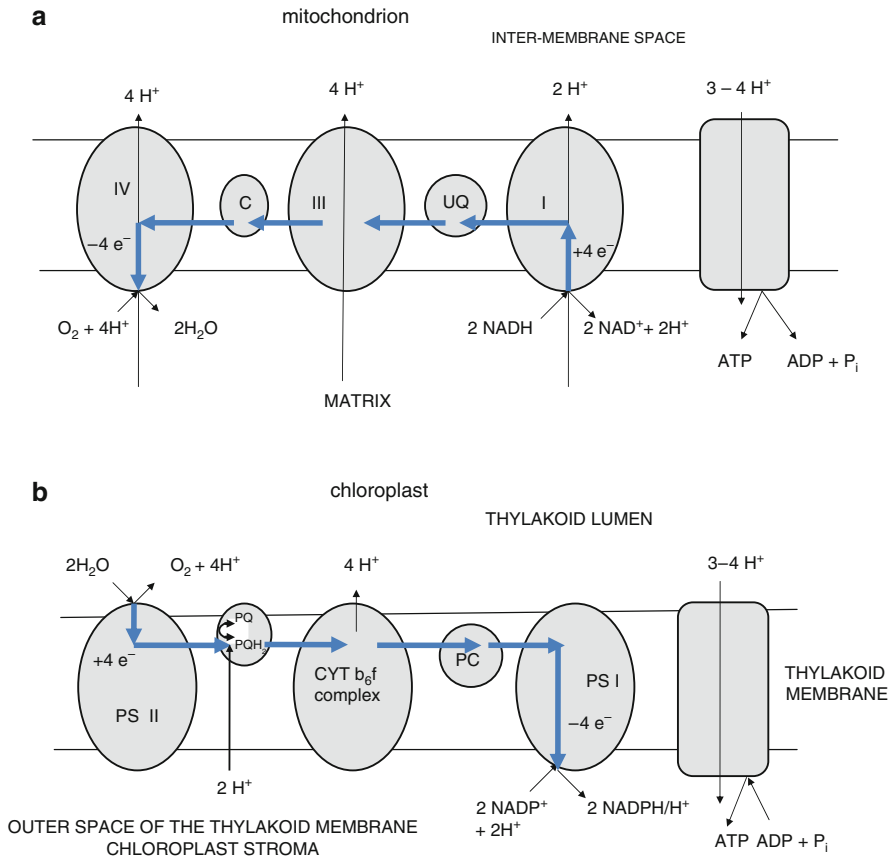 a
mitochondrion
INTER-MEMBRANE SPACE
4 H⁺
4 H⁺
2 H⁺
3 – 4 H⁺
IV
C
III
UQ
I
–4 e⁻
+4 e⁻
O₂ + 4H⁺
2H₂O
2 NADH
2 NAD⁺ + 2H⁺
ATP
ADP + Pᵢ
MATRIX
b
chloroplast
THYLAKOID LUMEN
2H₂O
O₂ + 4H⁺
4 H⁺
3–4 H⁺
PQ
PQH₂
+4 e⁻
PS II
CYT b₆f
complex
PC
PS I
–4 e⁻
THYLAKOID
MEMBRANE
2 H⁺
2 NADP⁺
+ 2H⁺
2 NADPH/H⁺
OUTER SPACE OF THE THYLAKOID MEMBRANE
CHLOROPLAST STROMA
ATP
ADP + Pᵢ